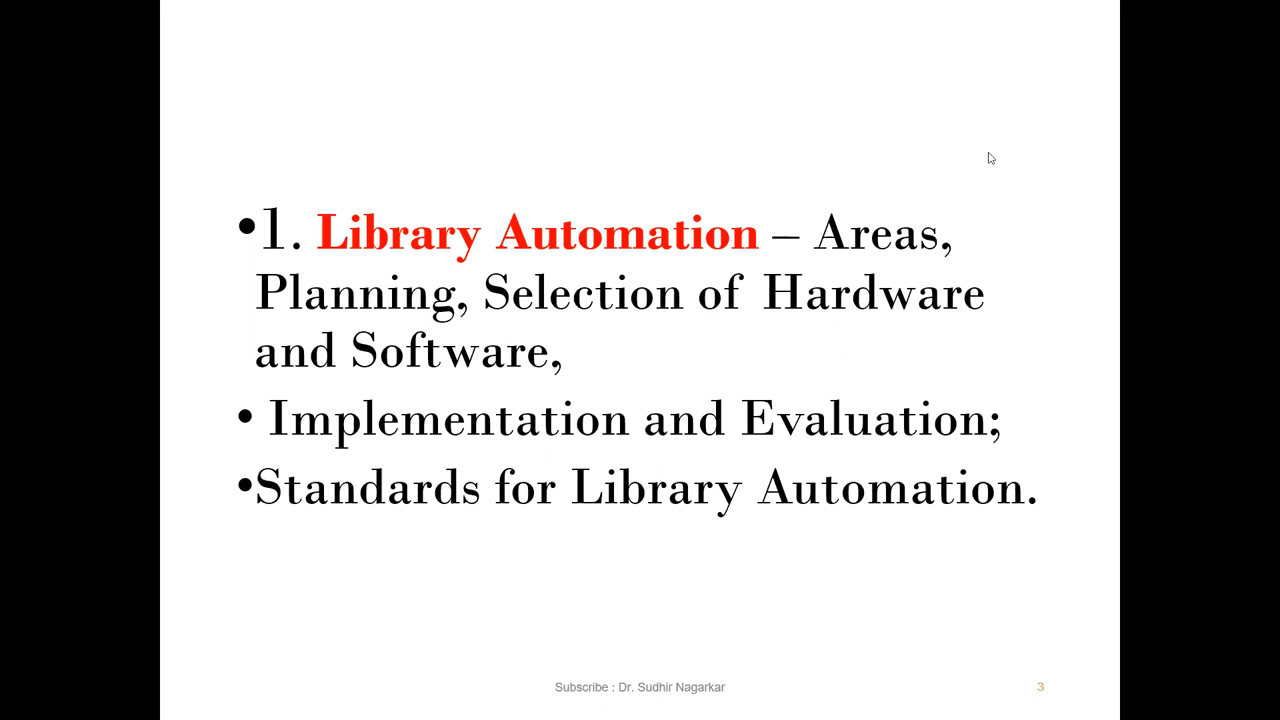 •1. Library Automation – Areas,
Planning, Selection of Hardware
and Software,
• Implementation and Evaluation;
•Standards for Library Automation.
Subscribe : Dr. Sudhir Nagarkar
3